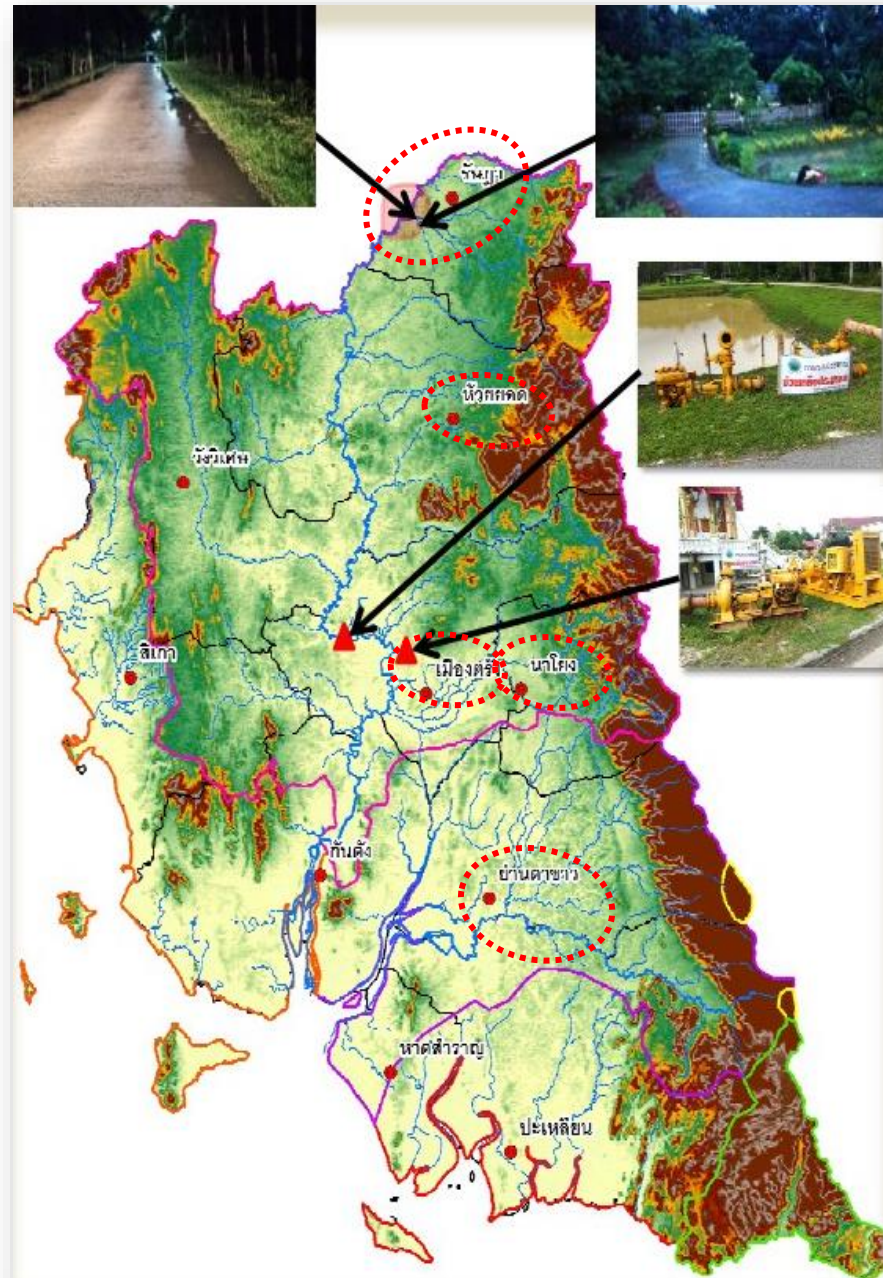 รัษฎา
ห้วยยอด
วังวิเศษ
สิเกา
เมืองตรัง
นาโยง
กันตัง
ย่านตาขาว
หาดสำราญ
ปะเหลียน